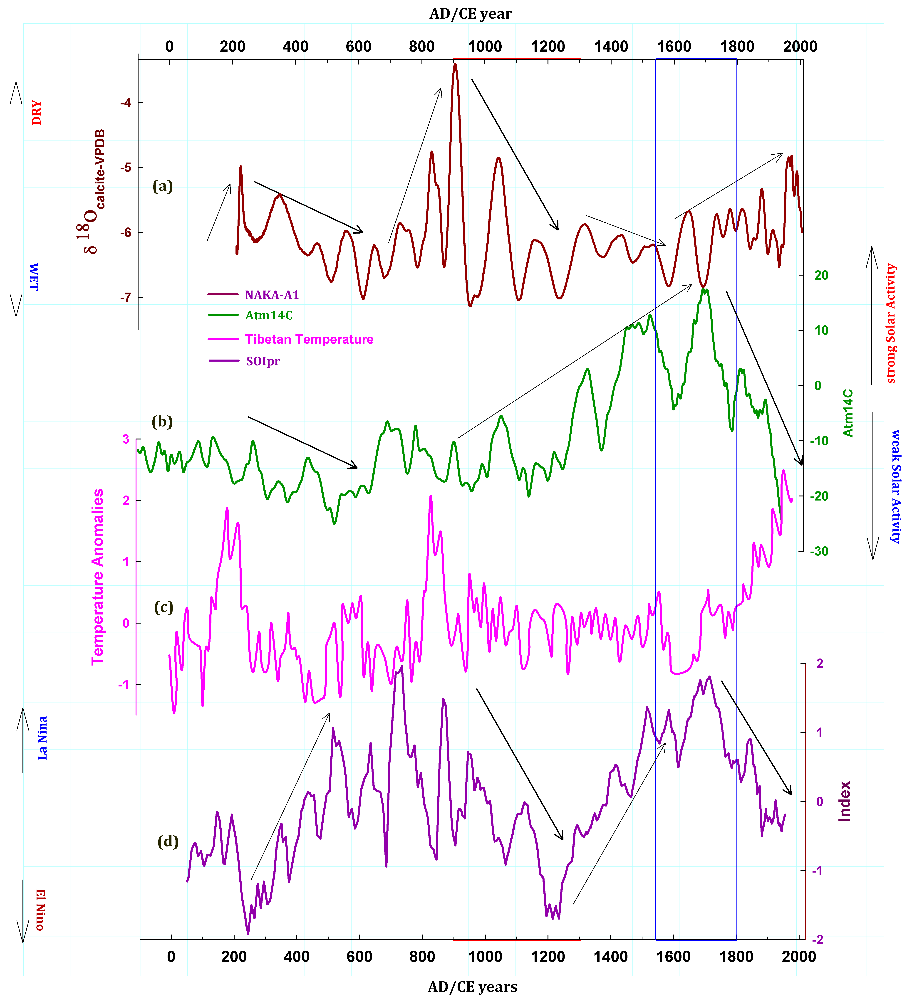 AD/CE year
0 200 400 600 800 1000 1200 1400 1600 1800 2000
DRY
WET
δ 18O calcite-VPDB
-4
-5
-6
-7
(a)
NAKA-A1
Atm14C
Tibetan Temperature
SOIpr
20
10
0
-10
-20
-30
Atm14C
strong Solar Activity
weak Solar Activity
(b)
3
2
1
0
-1
Temperature Anomalies
(c)
2
1
0
-1
-2
Index
La Nina
El Nino
(d)
0 200 400 600 800 1000 1200 1400 1600 1800 2000
AD/CE years